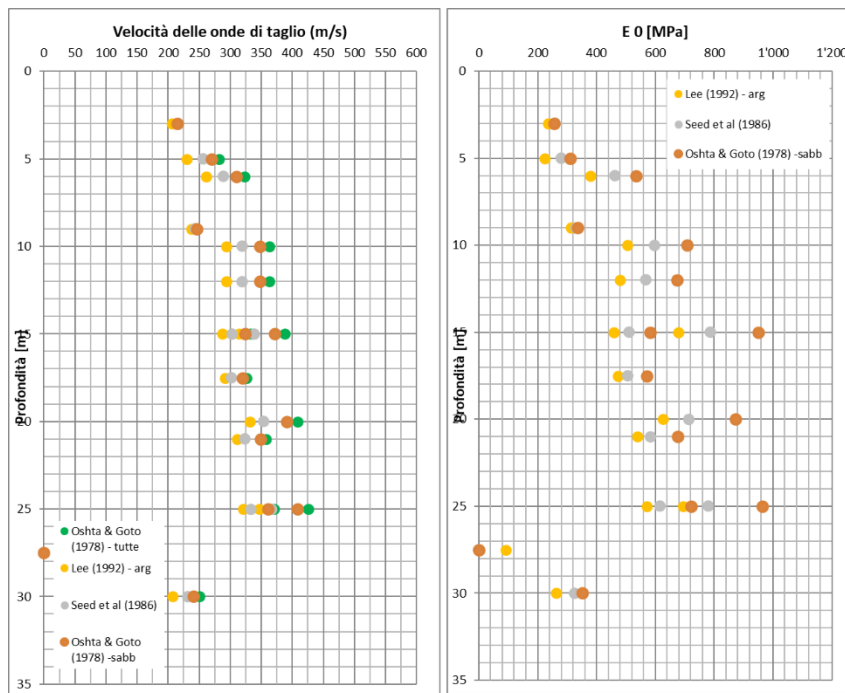 Velocità delle onde di taglio (m/s)
0 50 100 150 200 250 300 350 400 450 500 550 600
0
5
10
15
20
25
30
35
Profondità [m]
Oshta & Goto
(1978) - tutte
Lee (1992) - arg
Seed et al (1986)
Oshta & Goto
(1978) -sabb
E 0 [MPa]
0 200 400 600 800 1'000 1'200
0
5
10
15
20
25
30
35
Profondità [m]
Lee (1992) - arg
Seed et al (1986)
Oshta & Goto (1978) -sabb